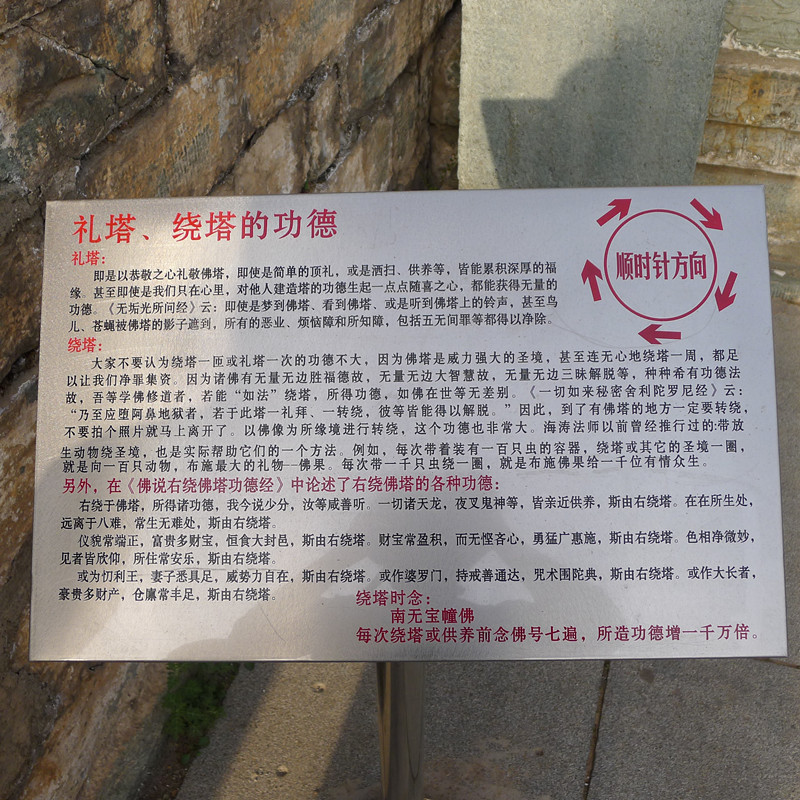 礼塔、绕塔的功德
顺时针方向
礼塔：
即是以恭敬之心礼敬佛塔，即使是简单的顶礼，或是洒扫、供养等，皆能累积深厚的福
缘。甚至即使是我们只在心里，对他人建造塔的功德生起一点点随喜之心，都能获得无量的
功德。《无垢光所问经》云：即使是梦到佛塔、看到佛塔、或是听到佛塔上的铃声，甚至鸟
儿、苍蝇被佛塔的影子遮到，所有的恶业、烦恼障和所知障，包括五无间罪等都得以净除。
绕塔：
大家不要认为绕塔一匝或礼塔一次的功德不大，因为佛塔是威力强大的圣境，甚至连无心地绕塔一周，都足
以让我们净罪集资。因为诸佛有无量无边胜福德故，无量无边大智慧故，无量无边三昧解脱等，种种希有功德法
故，吾等学佛修道者，若能“如法”绕塔，所得功德，如佛在世等无差别。《一切如来秘密舍利陀罗尼经》云：
“乃至应堕阿鼻地狱者，若于此塔一礼拜、一转绕，彼等皆能得以解脱。”因此，到了有佛塔的地方一定要转绕，
不要拍个照片就马上离开了。以佛像为所缘境进行转绕，这个功德也非常大。海涛法师以前曾经推行过的:带放
生动物绕圣境，也是实际帮助它们的一个方法。例如，每次带着装有一百只虫的容器，绕塔或其它的圣境一圈，
就是向一百只动物，布施最大的礼物—佛果。每次带一千只虫绕一圈，就是布施佛果给一千位有情众生。
另外，在《佛说右绕佛塔功德经》中论述了右绕佛塔的各种功德：
右绕于佛塔，所得诸功德，我今说少分，汝等咸善听。一切诸天龙，夜叉鬼神等，皆亲近供养，斯由右绕塔。在在所生处，
远离于八难，常生无难处，斯由右绕塔。
仪貌常端正，富贵多财宝，恒食大封邑，斯由右绕塔。财宝常盈积，而无悭吝心，勇猛广惠施，斯由右绕塔。色相净微妙，
见者皆欣仰，所住常安乐，斯由右绕塔。
或为忉利王，妻子悉具足，威势力自在，斯由右绕塔。或作婆罗门，持戒善通达，咒术围陀典，斯由右绕塔。或作大长者，
豪贵多财产，仓廪常丰足，斯由右绕塔。
绕塔时念：
南无宝幢佛
每次绕塔或供养前念佛号七遍，所造功德增一千万倍。